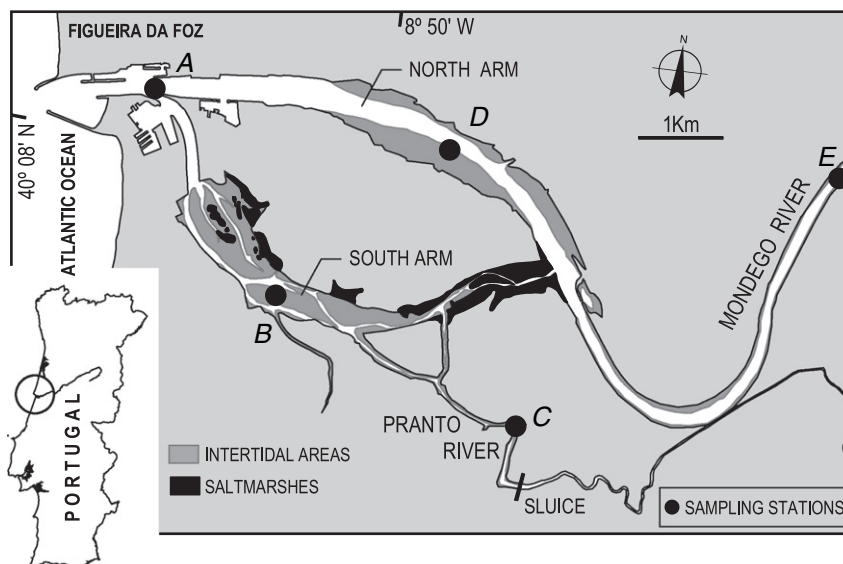 FIGUEIRA DA FOZ
8º 50' W
A
NORTH ARM
N
1Km
40º 08' N
ATLANTIC OCEAN
D
E
MONDEGO RIVER
SOUTH ARM
B
C
PRANTO
RIVER
SLUICE
PORTUGAL
INTERTIDAL AREAS
SALTMARSHES
SAMPLING STATIONS